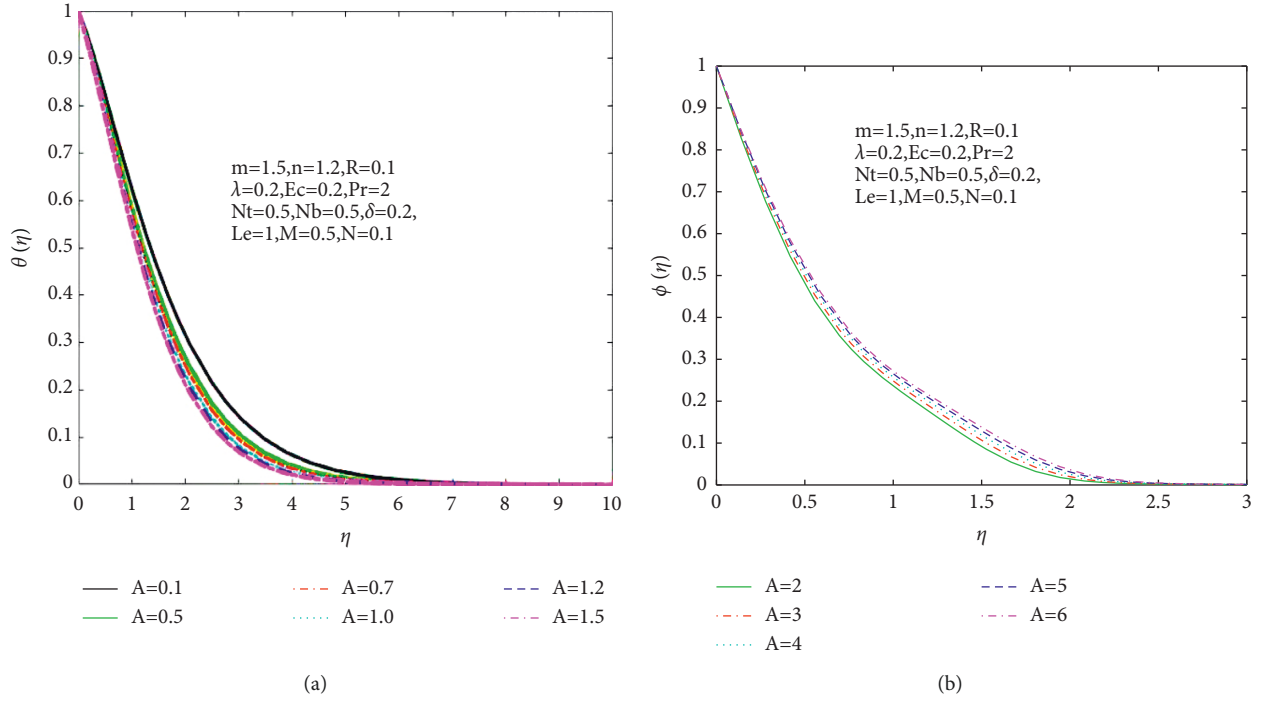 1
0.9
0.8
0.7
0.6
0.5
0.4
0.3
0.2
0.1
0
θ (η)
m=1.5,n=1.2,R=0.1
λ=0.2,Ec=0.2,Pr=2
Nt=0.5,Nb=0.5,δ=0.2,
Le=1,M=0.5,N=0.1
0 1 2 3 4 5 6 7 8 9 10
η
A=0.1 A=0.7 A=1.2
A=0.5 A=1.0 A=1.5
(a)
1
0.9
0.8
0.7
0.6
0.5
0.4
0.3
0.2
0.1
0
ϕ (η)
m=1.5,n=1.2,R=0.1
λ=0.2,Ec=0.2,Pr=2
Nt=0.5,Nb=0.5,δ=0.2,
Le=1,M=0.5,N=0.1
0 0.5 1 1.5 2 2.5 3
η
A=2 A=5
A=3 A=6
A=4
(b)